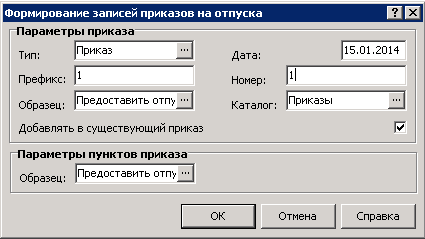 Формирование записей приказов на отпуска
Параметры приказа
Тип: Приказ ... Дата: 15.01.2014
Префикс: 1 Номер: 1
Образец: Предоставить отпу ... Каталог: Приказы ...
Добавлять в существующий приказ
Параметры пунктов приказа
Образец: Предоставить отпу ...
ОК Отмена Справка